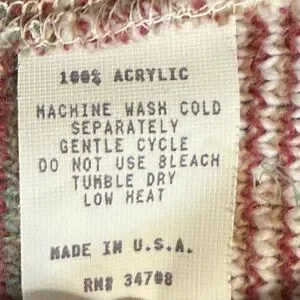 100% ACRYLIC
MACHINE WASH COLD
SEPARATELY
GENTLE CYCLE
DO NOT USE BLEACH
TUMBLE DRY
LOW HEAT
MADE IN U.S.A.
RN# 34708